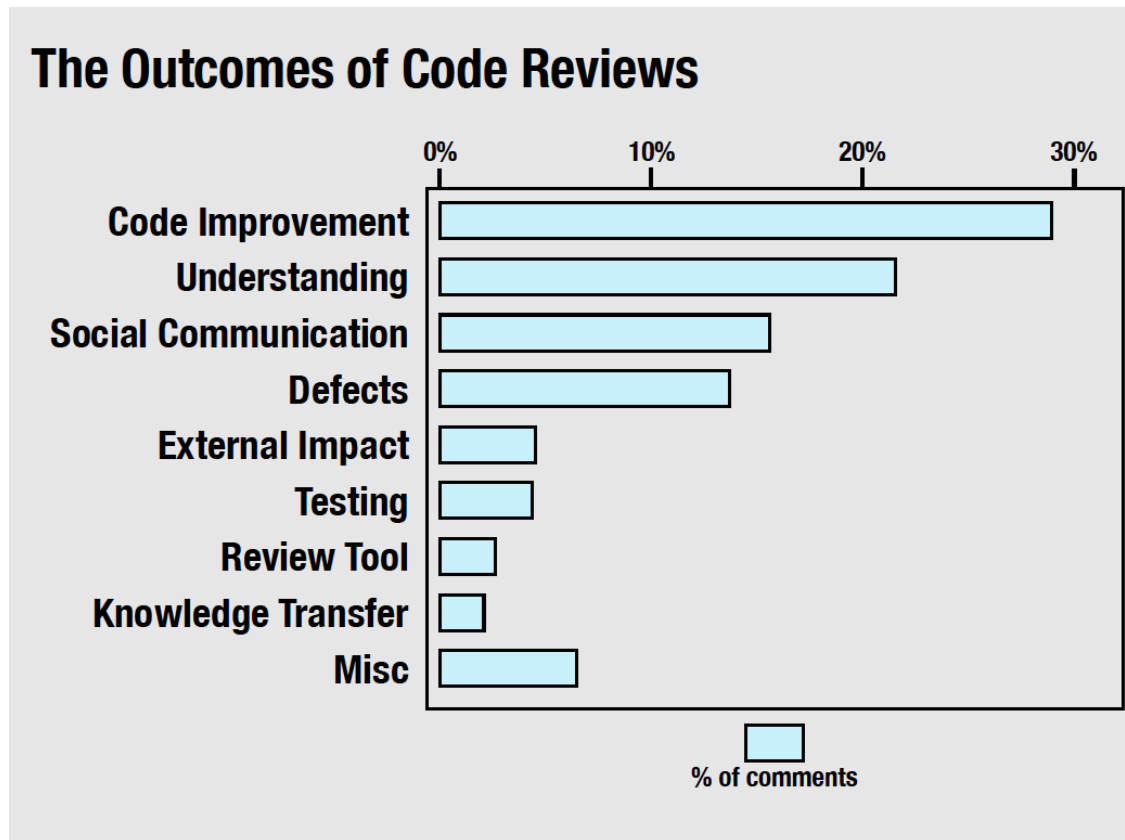 The Outcomes of Code Reviews
0% 10% 20% 30%
Code Improvement
Understanding
Social Communication
Defects
External Impact
Testing
Review Tool
Knowledge Transfer
Misc
% of comments